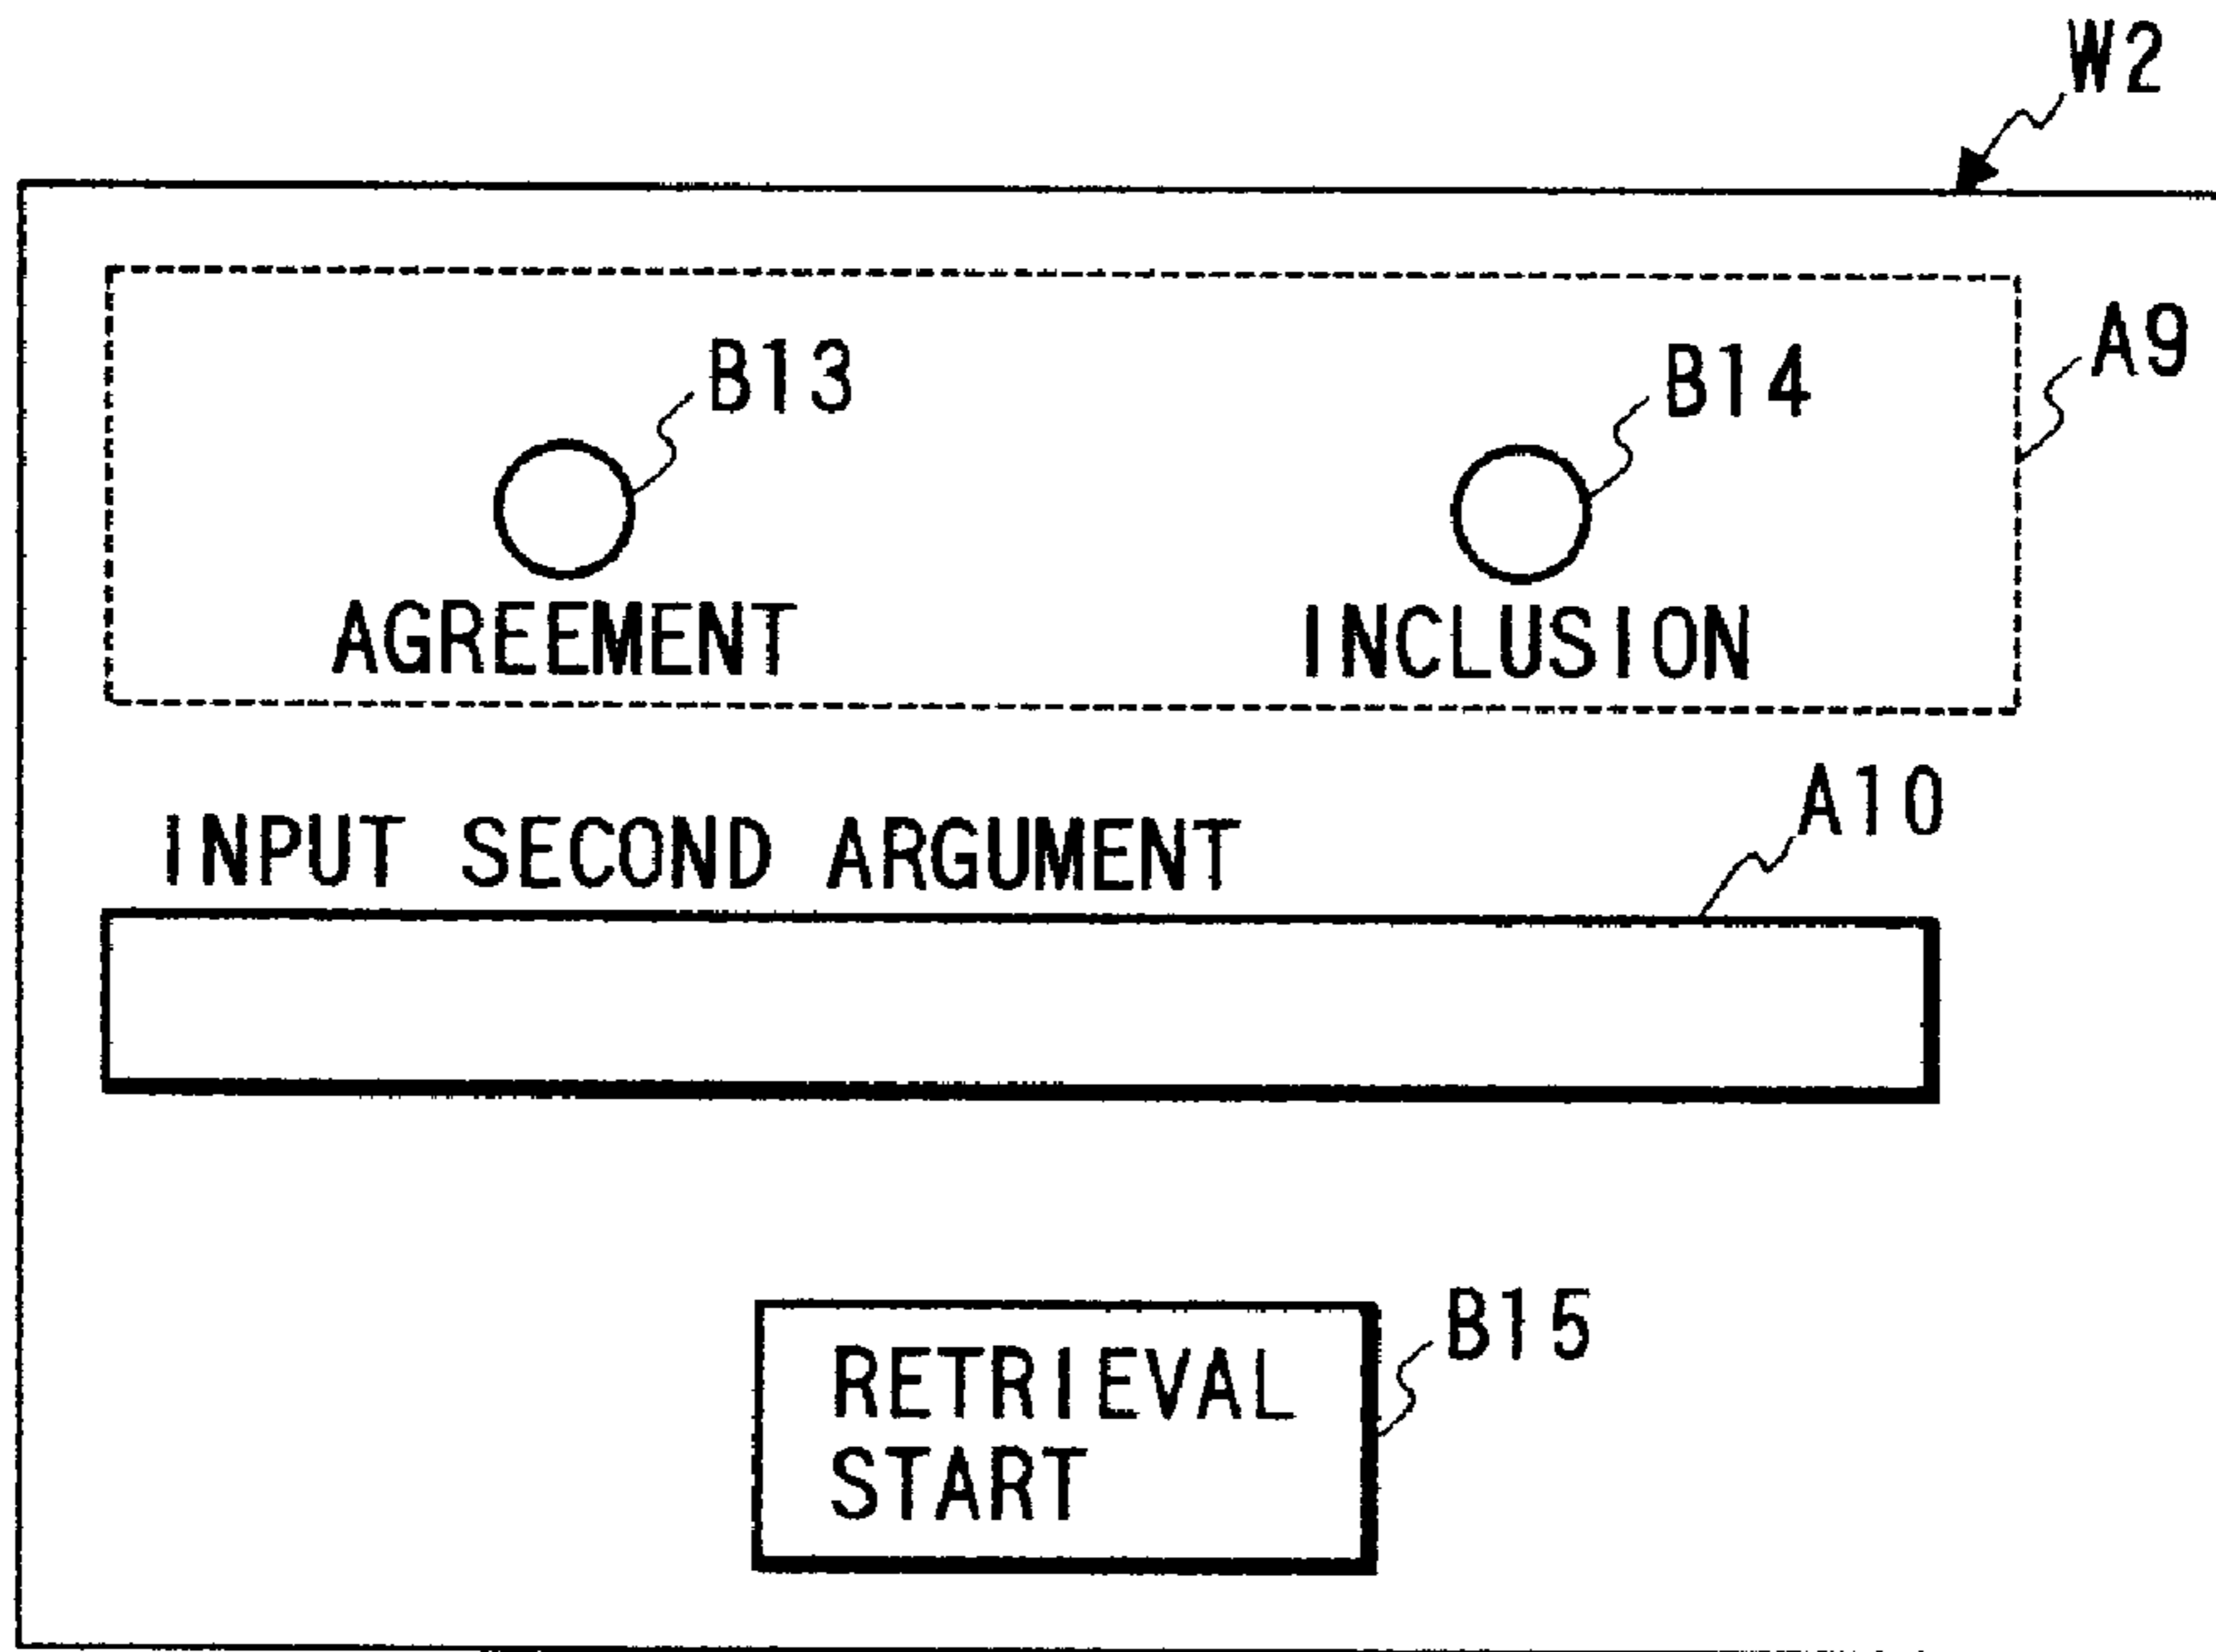 W2
A9
B13
B14
AGREEMENT
INCLUSION
A10
INPUT SECOND ARGUMENT
B15
RETRIEVAL
START